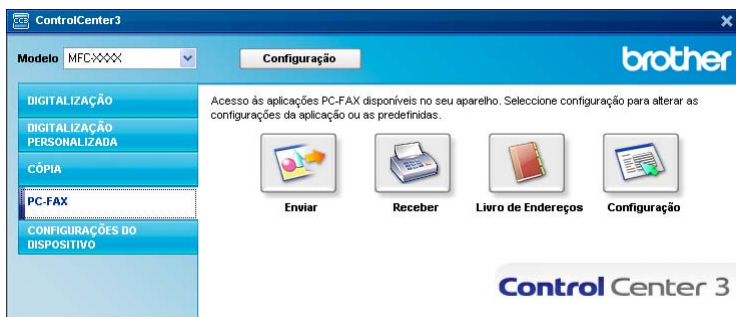 ControlCenter3
Modelo MFC-XXXX Configuração
brother
DIGITALIZAÇÃO
DIGITALIZAÇÃO
PERSONALIZADA
CÓPIA
PC-FAX
CONFIGURAÇÕES DO
DISPOSITIVO
Acesso às aplicações PC-FAX disponíveis no seu aparelho. Seleccione configuração para alterar as
configurações da aplicação ou as predefinidas.
Enviar Receber Livro de Endereços Configuração
Control Center 3